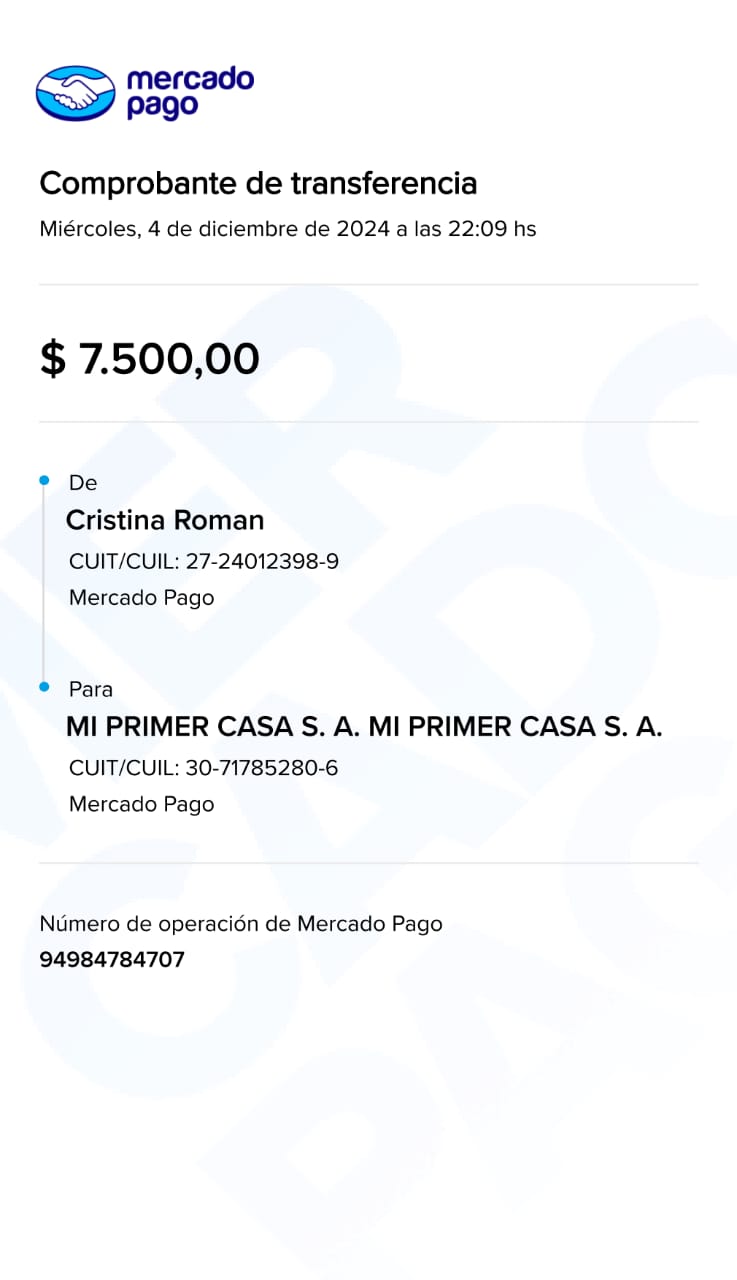 mercado
pago
Comprobante de transferencia
Miércoles, 4 de diciembre de 2024 a las 22:09 hs
$ 7.500,00
De
Cristina Roman
CUIT/CUIL: 27-24012398-9
Mercado Pago
Para
MI PRIMER CASA S. A. MI PRIMER CASA S. A.
CUIT/CUIL: 30-71785280-6
Mercado Pago
Número de operación de Mercado Pago
94984784707